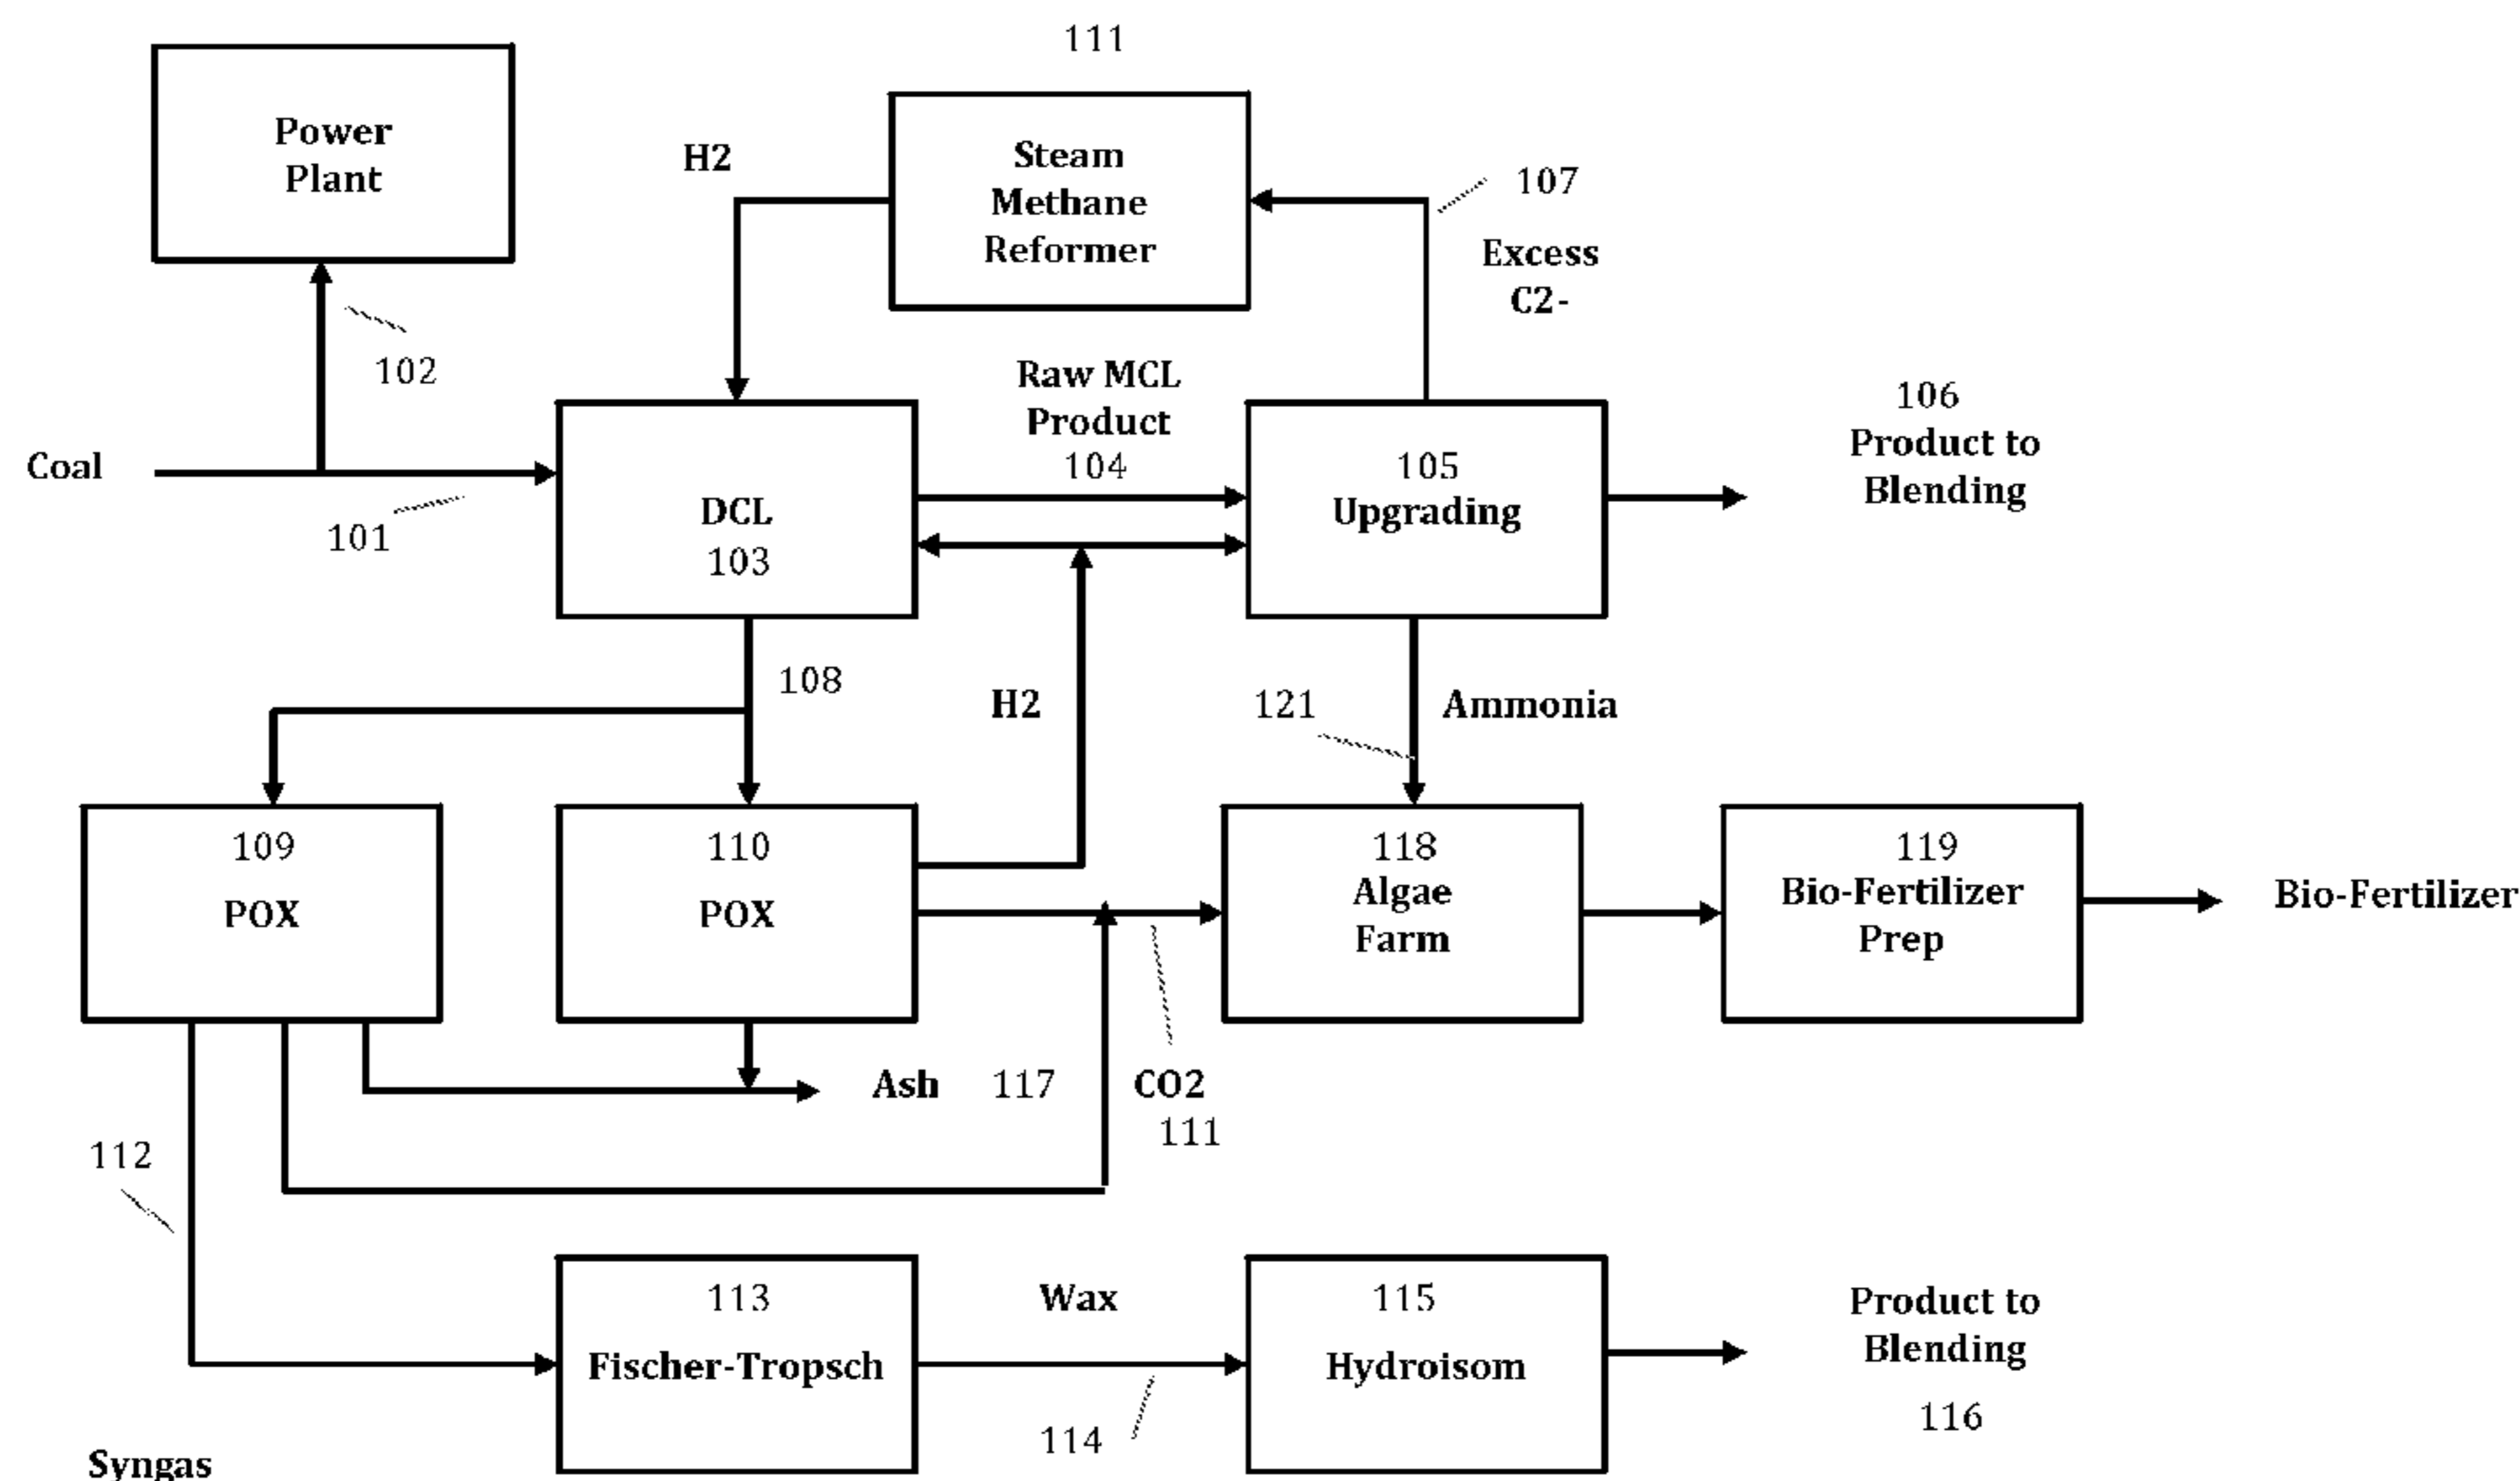 111
Power
Plant
Steam
Methane
Reformer
H2
107
Excess
C2-
102
Raw MCL
Product
104
106
Product to
Blending
Coal
101
DCL
103
105
Upgrading
108
H2
121
Ammonia
109
POX
110
POX
118
Algae
Farm
119
Bio-Fertilizer
Prep
Bio-Fertilizer
Ash
117
CO2
111
112
113
Fischer-Tropsch
Wax
114
115
Hydroisom
Product to
Blending
116
Syngas